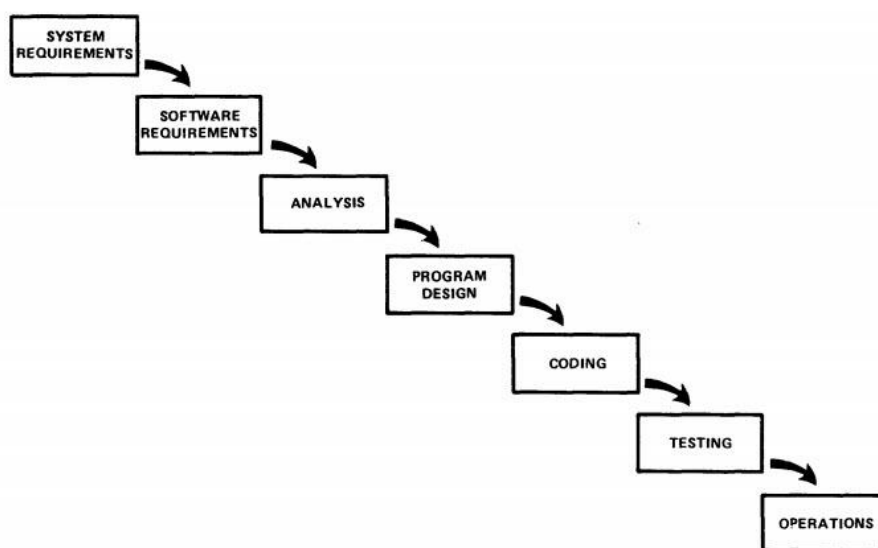 SYSTEM
REQUIREMENTS
SOFTWARE
REQUIREMENTS
ANALYSIS
PROGRAM
DESIGN
CODING
TESTING
OPERATIONS